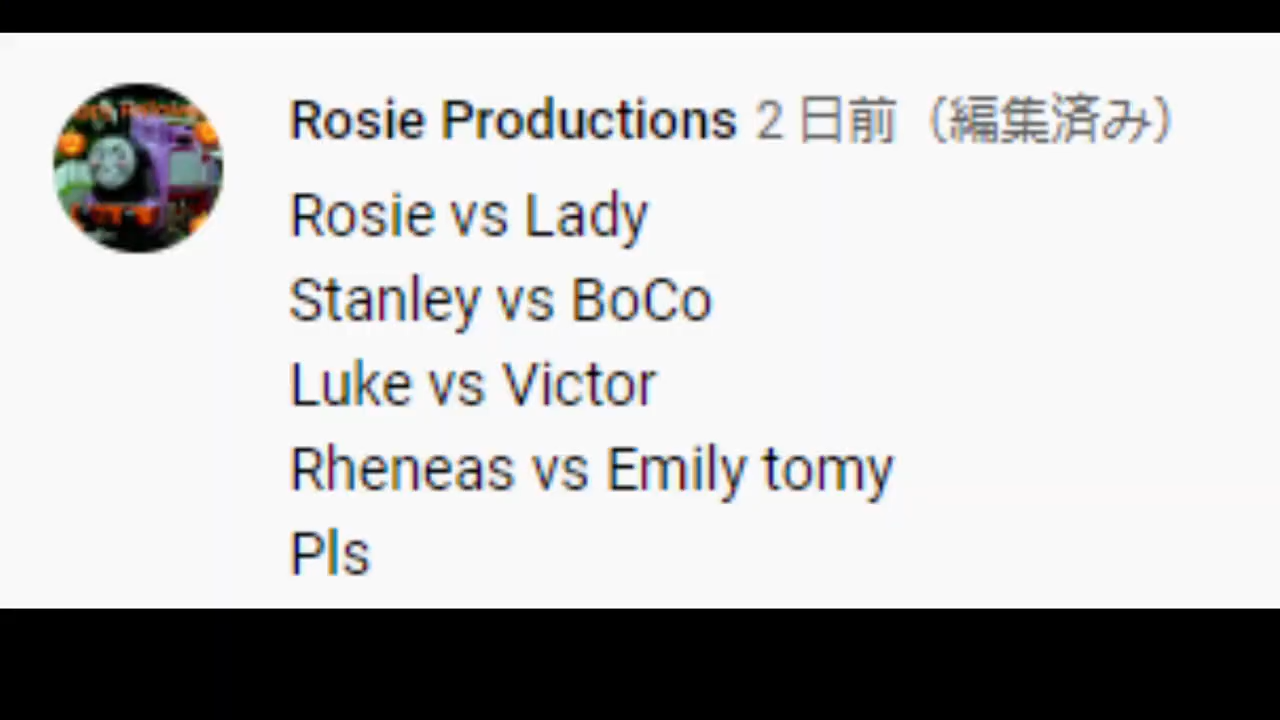 Rosie Productions 2 日前（編集済み）
Rosie vs Lady
Stanley vs BoCo
Luke vs Victor
Rheneas vs Emily tomy
Pls